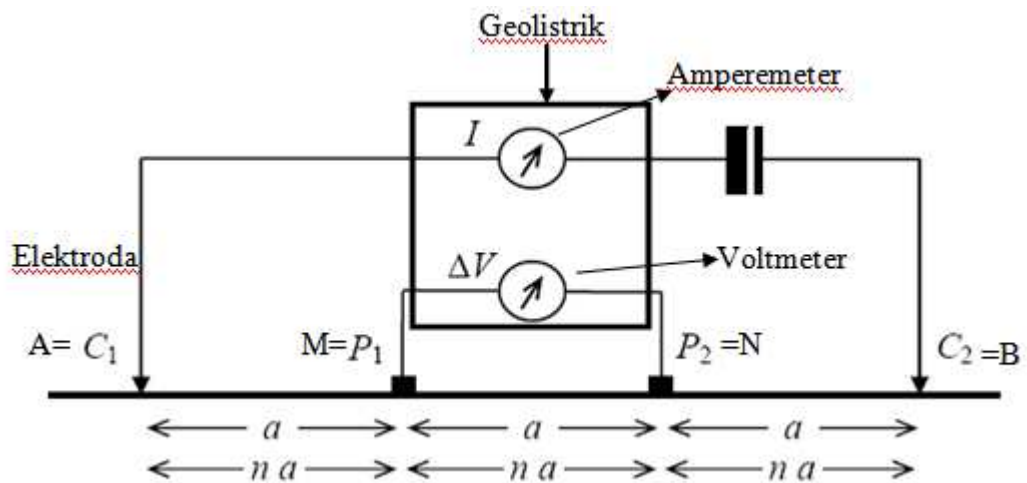 Geolistrik
Amperemeter
I
Elektroda
ΔV
Voltmeter
A= C₁
M=P₁
P₂ =N
C₂ =B
a a a
n a n a n a